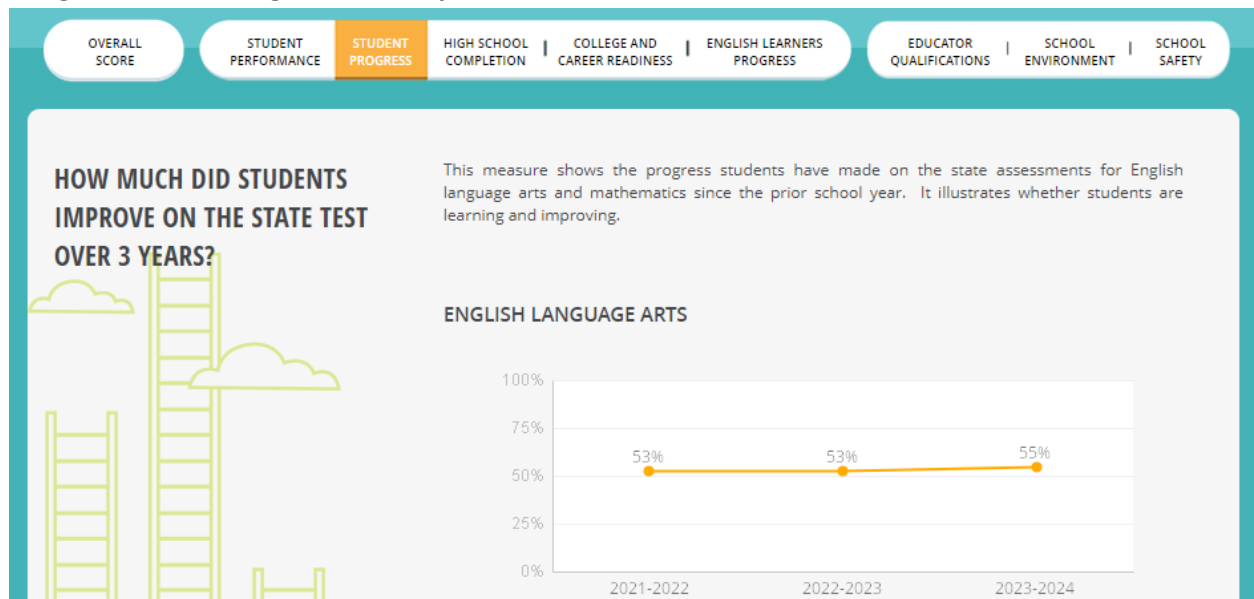 OVERALL
SCORE
STUDENT
PERFORMANCE
STUDENT
PROGRESS
HIGH SCHOOL
COMPLETION
COLLEGE AND
CAREER READINESS
ENGLISH LEARNERS
PROGRESS
EDUCATOR
QUALIFICATIONS
SCHOOL
ENVIRONMENT
SCHOOL
SAFETY
HOW MUCH DID STUDENTS
IMPROVE ON THE STATE TEST
OVER 3 YEARS?
This measure shows the progress students have made on the state assessments for English
language arts and mathematics since the prior school year. It illustrates whether students are
learning and improving.
ENGLISH LANGUAGE ARTS
100%
75%
50%
25%
0%
53%
53%
55%
2021-2022
2022-2023
2023-2024